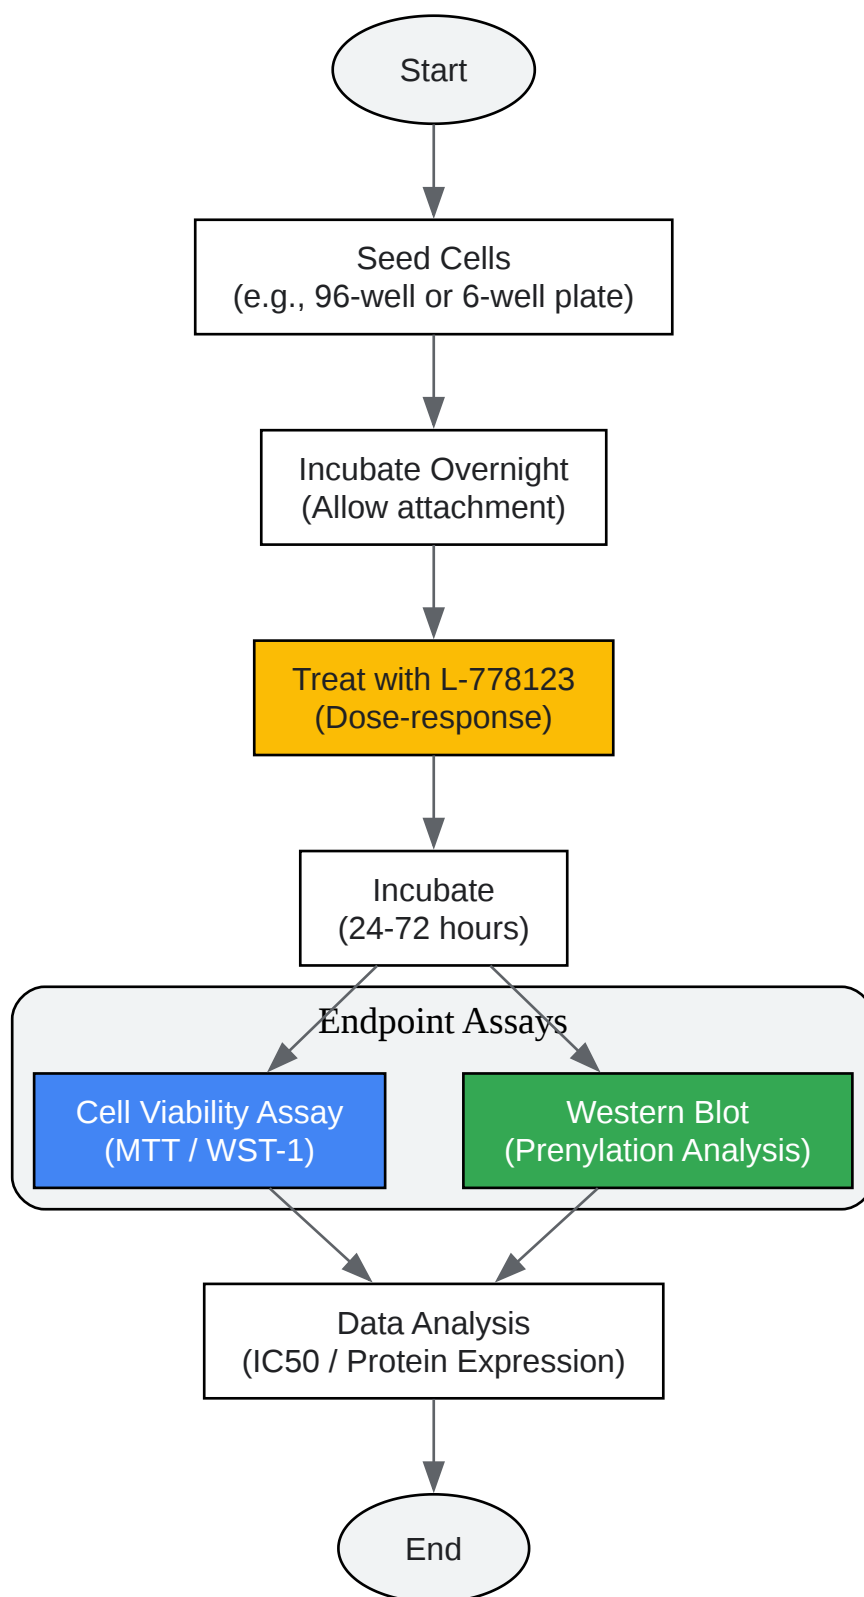 Start
Seed Cells
(e.g., 96-well or 6-well plate)
Incubate Overnight
(Allow attachment)
Treat with L-778123
(Dose-response)
Incubate
(24-72 hours)
Endpoint Assays
Cell Viability Assay
(MTT / WST-1)
Western Blot
(Prenylation Analysis)
Data Analysis
(IC50 / Protein Expression)
End